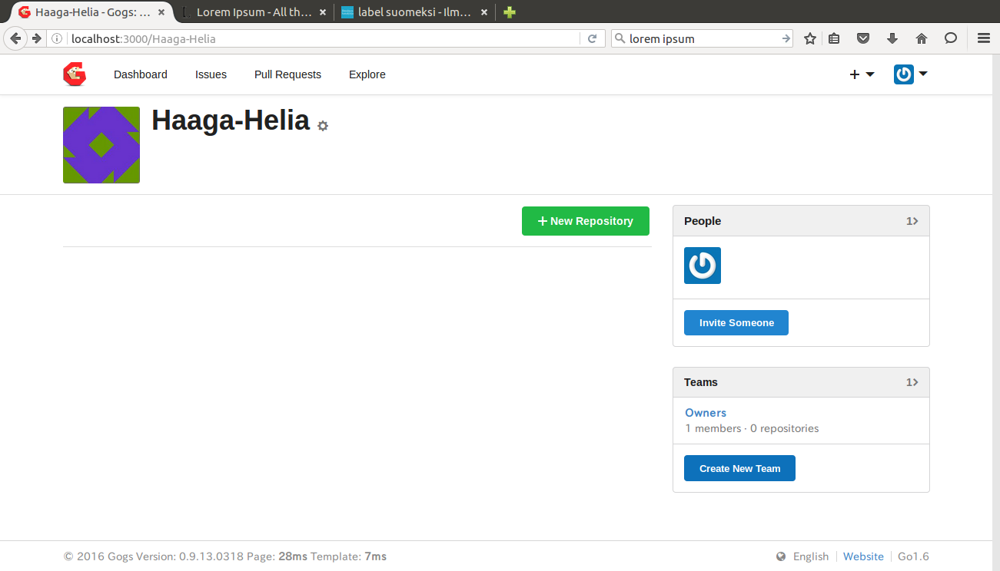 Haaga-Helia - Gogs: ...
Lorem Ipsum - All th...
label suomeksi - Ilm...
localhost:3000/Haaga-Helia
lorem ipsum
Dashboard
Issues
Pull Requests
Explore
Haaga-Helia
New Repository
People
1
Invite Someone
Teams
1
Owners
1 members · 0 repositories
Create New Team
© 2016 Gogs Version: 0.9.13.0318 Page: 28ms Template: 7ms
English
Website
Go1.6